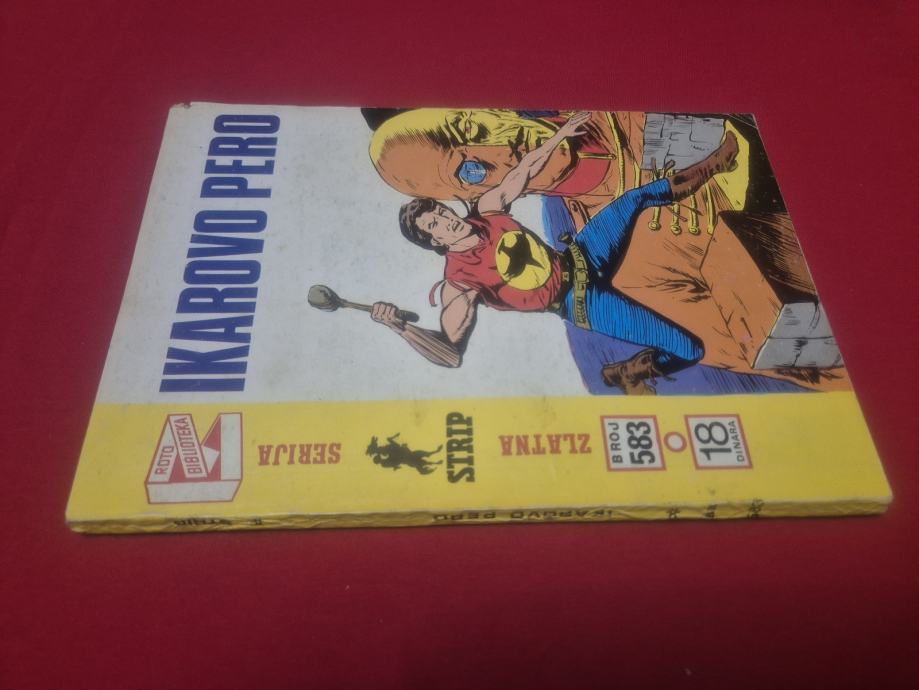 IKAROVO PERO
ROTO
BIBLIOTEKA
ZLATNA
SERIJA
STRIP
BROJ
583
18
DINARA
IKAROVO PERO